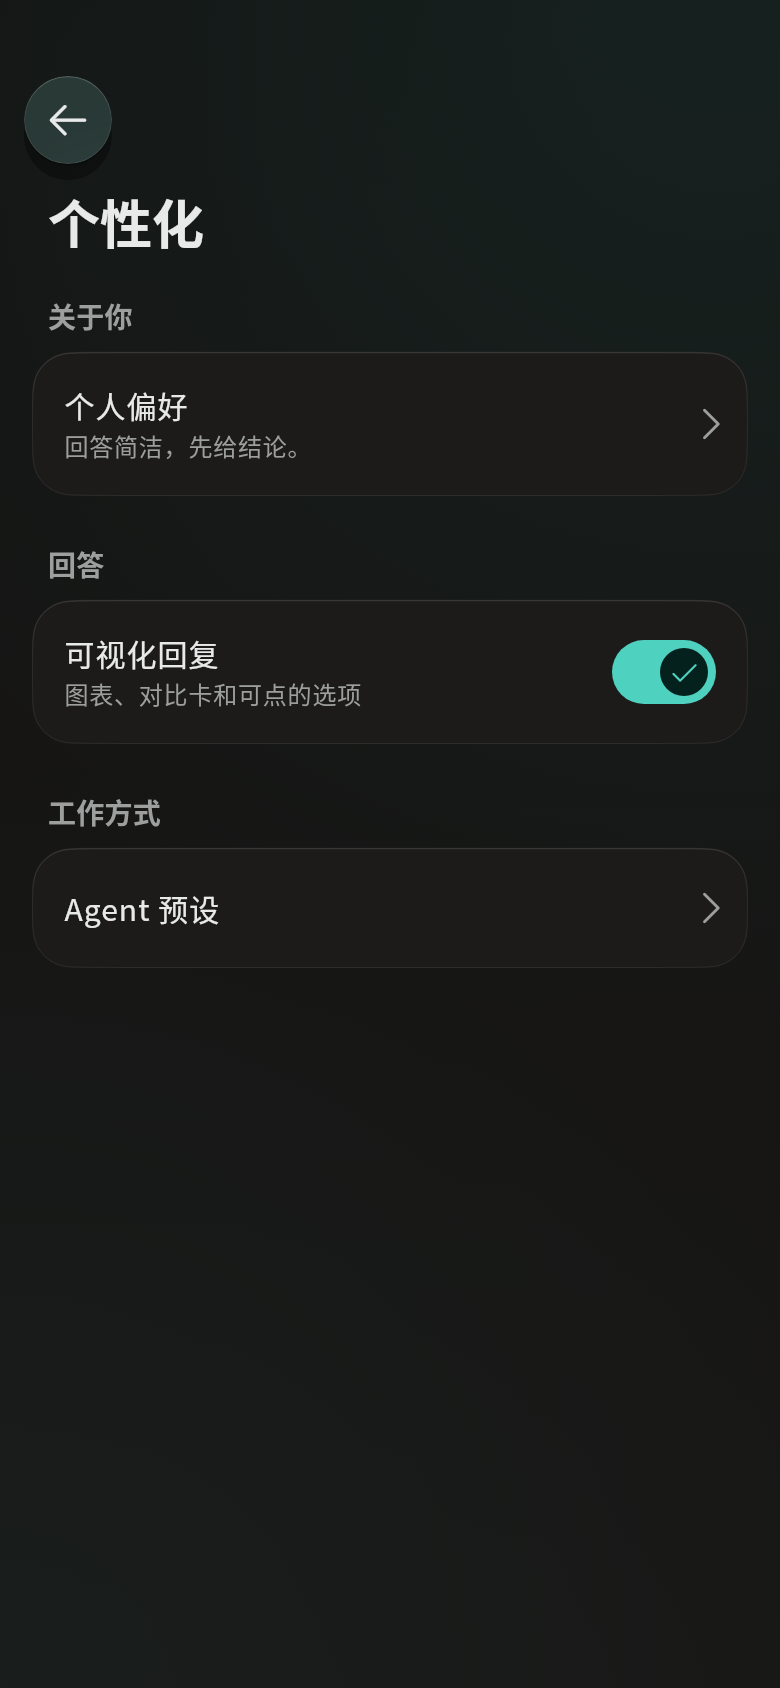 个性化
关于你
个人偏好
回答简洁，先给结论。
回答
可视化回复
图表、对比卡和可点的选项
工作方式
Agent 预设